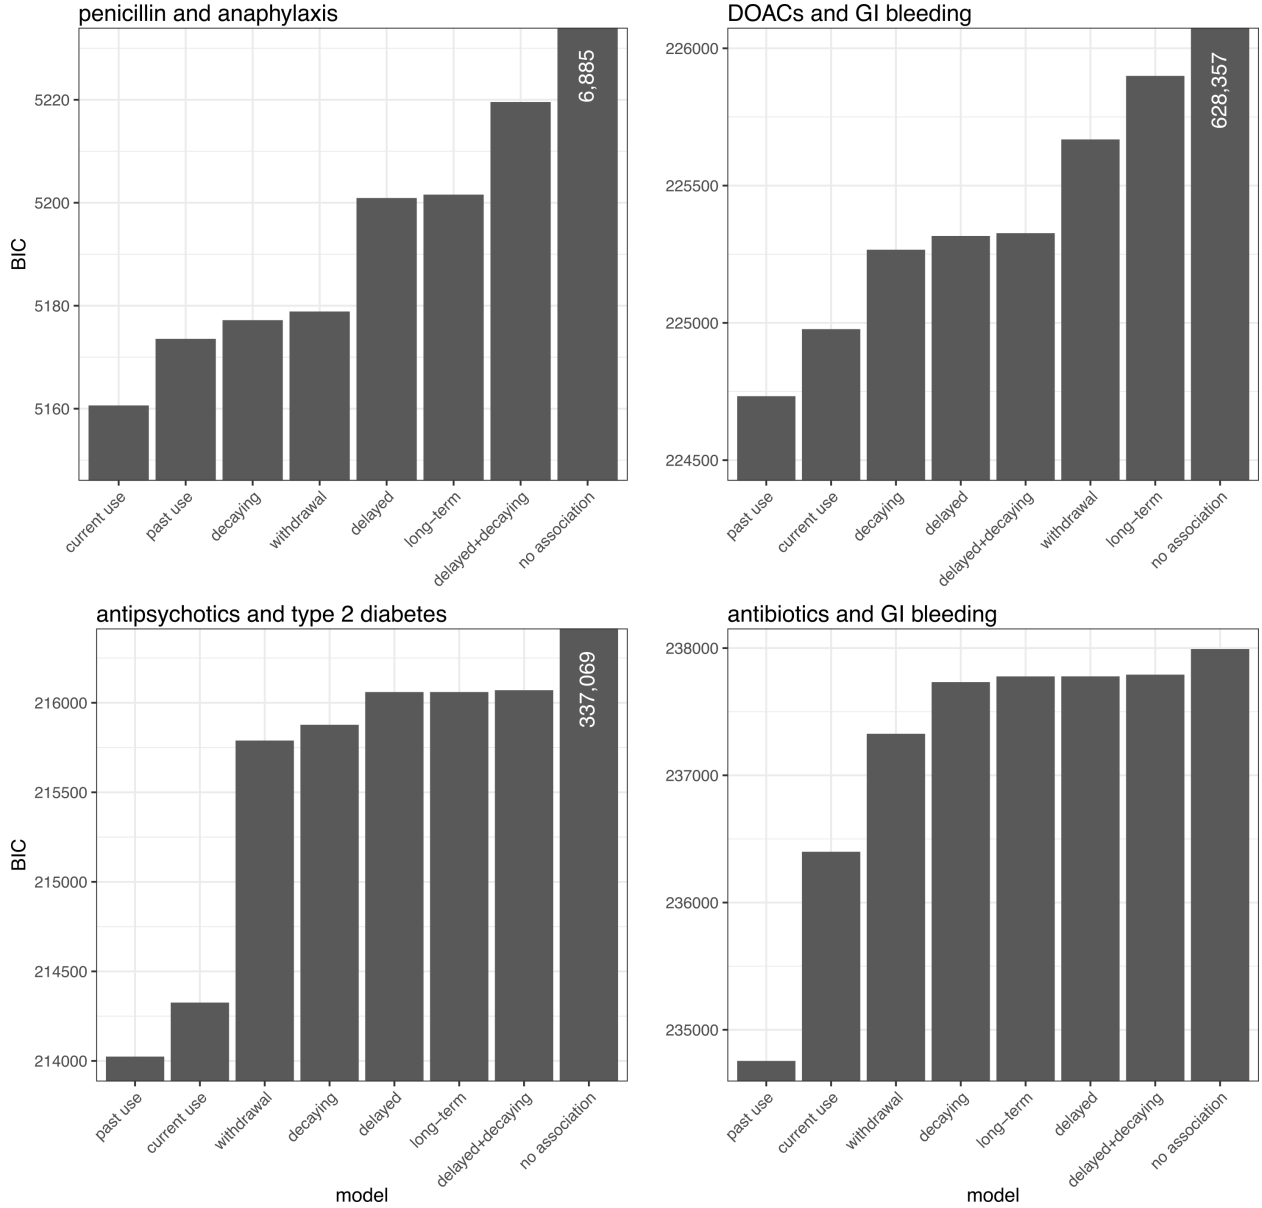 penicillin and anaphylaxis
BIC
5220
5200
5180
5160
6,885
current use
past use
decaying
withdrawal
delayed
long−term
delayed+decaying
no association
DOACs and GI bleeding
226000
225500
225000
224500
628,357
past use
current use
decaying
delayed
delayed+decaying
withdrawal
long−term
no association
antipsychotics and type 2 diabetes
BIC
216000
215500
215000
214500
214000
337,069
past use
current use
withdrawal
decaying
delayed
long−term
delayed+decaying
no association
model
antibiotics and GI bleeding
238000
237000
236000
235000
past use
current use
withdrawal
decaying
long−term
delayed
delayed+decaying
no association
model